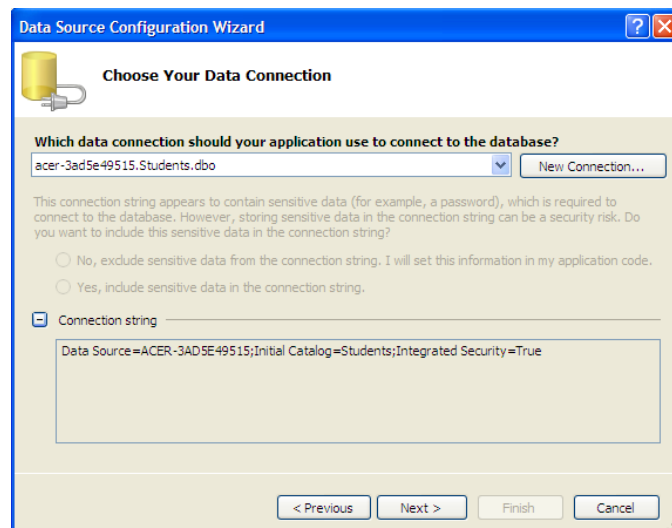 Data Source Configuration Wizard
Choose Your Data Connection
Which data connection should your application use to connect to the database?
acer-3ad5e49515.Students.dbo
New Connection...
This connection string appears to contain sensitive data (for example, a password), which is required to
connect to the database. However, storing sensitive data in the connection string can be a security risk. Do
you want to include this sensitive data in the connection string?
No, exclude sensitive data from the connection string. I will set this information in my application code.
Yes, include sensitive data in the connection string.
Connection string
Data Source=ACER-3AD5E49515;Initial Catalog=Students;Integrated Security=True
< Previous
Next >
Finish
Cancel